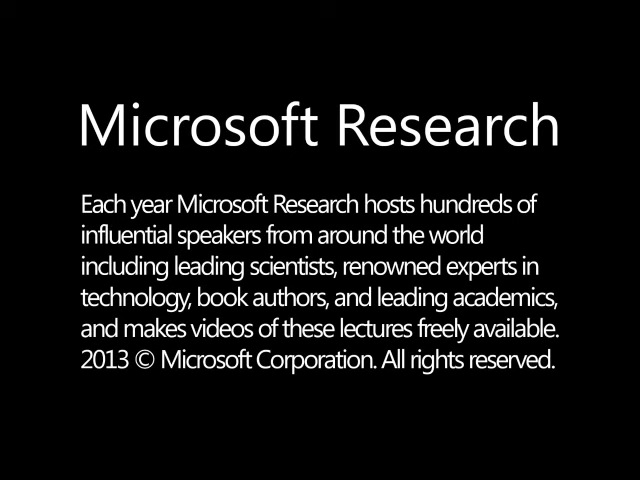 Microsoft Research
Each year Microsoft Research hosts hundreds of
influential speakers from around the world
including leading scientists, renowned experts in
technology, book authors, and leading academics,
and makes videos of these lectures freely available.
2013 © Microsoft Corporation. All rights reserved.